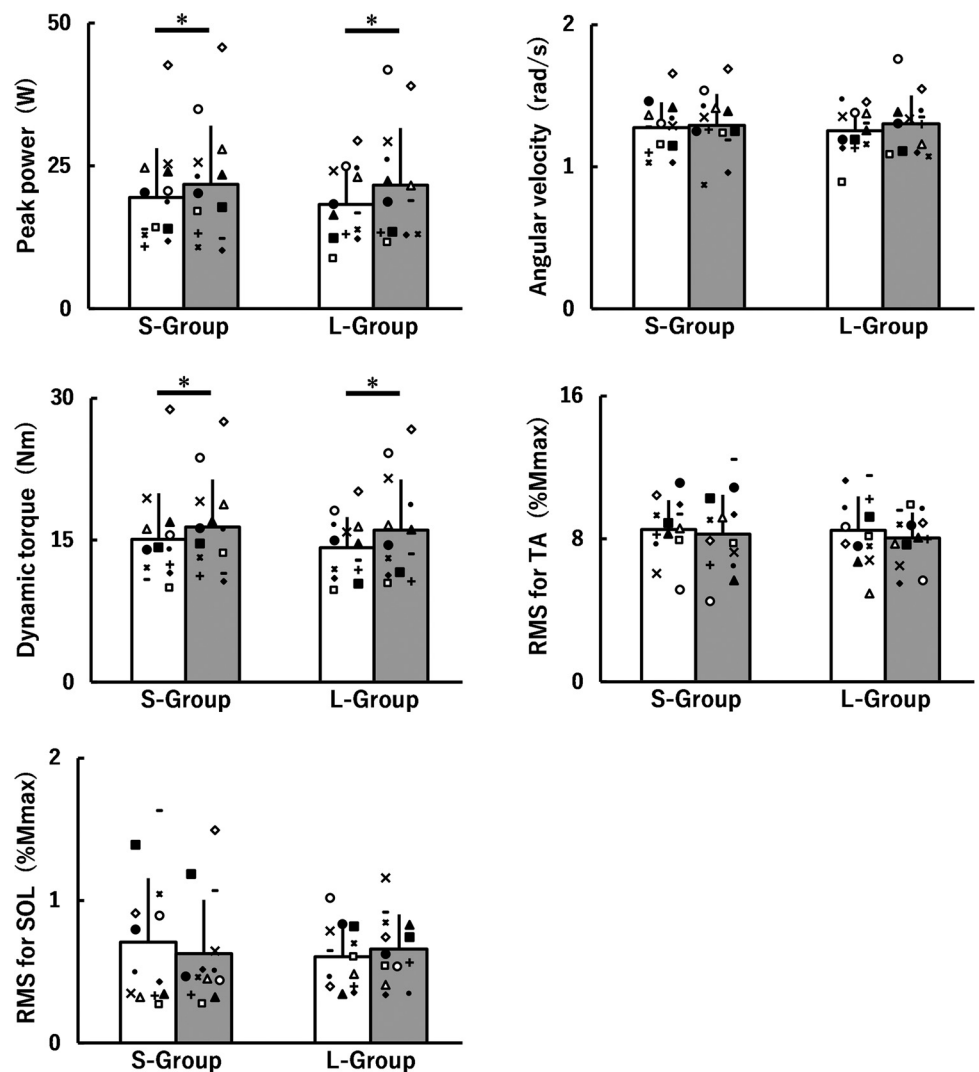 Peak power (W)
50
25
0
* *
S-Group L-Group
Angular velocity (rad/s)
2
1
0
S-Group L-Group
Dynamic torque (Nm)
30
15
0
* *
S-Group L-Group
RMS for TA (%Mmax)
16
8
0
S-Group L-Group
RMS for SOL (%Mmax)
2
1
0
S-Group L-Group